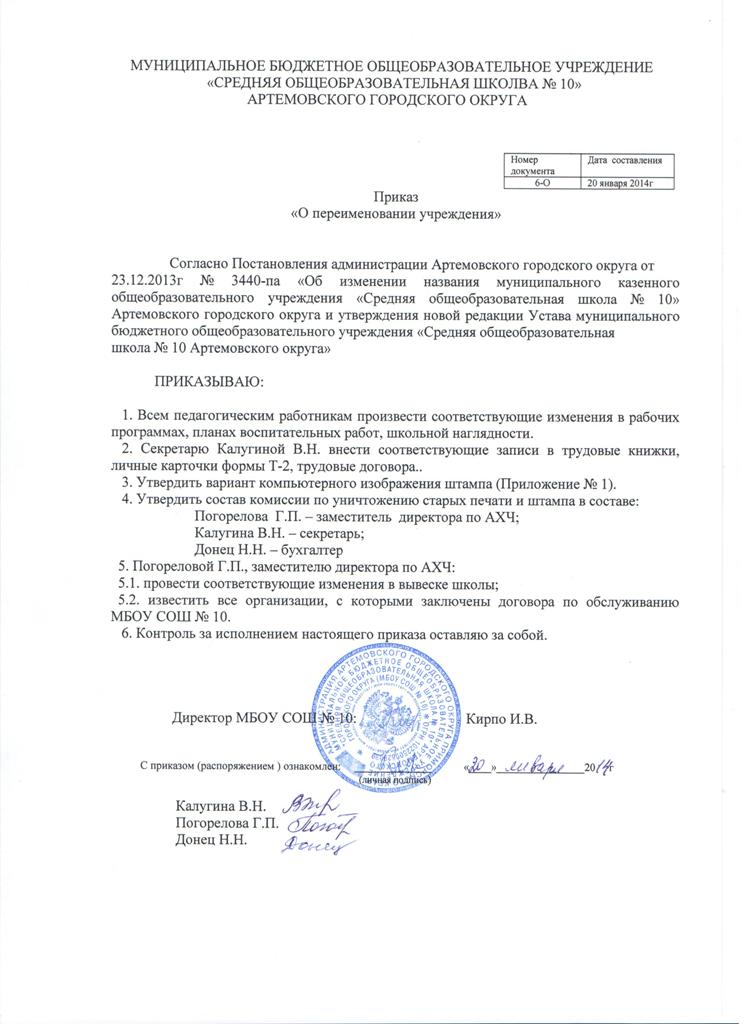 МУНИЦИПАЛЬНОЕ БЮДЖЕТНОЕ ОБЩЕОБРАЗОВАТЕЛЬНОЕ УЧРЕЖДЕНИЕ
«СРЕДНЯЯ ОБЩЕОБРАЗОВАТЕЛЬНАЯ ШКОЛВА № 10»
АРТЕМОВСКОГО ГОРОДСКОГО ОКРУГА
Номер документа Дата составления
6-О 20 января 2014г
Приказ
«О переименовании учреждения»
Согласно Постановления администрации Артемовского городского округа от
23.12.2013г № 3440-па «Об изменении названия муниципального казенного
общеобразовательного учреждения «Средняя общеобразовательная школа № 10»
Артемовского городского округа и утверждения новой редакции Устава муниципального
бюджетного общеобразовательного учреждения «Средняя общеобразовательная
школа № 10 Артемовского округа»
ПРИКАЗЫВАЮ:
1. Всем педагогическим работникам произвести соответствующие изменения в рабочих
программах, планах воспитательных работ, школьной наглядности.
2. Секретарю Калугиной В.Н. внести соответствующие записи в трудовые книжки,
личные карточки формы Т-2, трудовые договора..
3. Утвердить вариант компьютерного изображения штампа (Приложение № 1).
4. Утвердить состав комиссии по уничтожению старых печати и штампа в составе:
Погорелова Г.П. – заместитель директора по АХЧ;
Калугина В.Н. – секретарь;
Донец Н.Н. – бухгалтер
5. Погореловой Г.П., заместителю директора по АХЧ:
5.1. провести соответствующие изменения в вывеске школы;
5.2. известить все организации, с которыми заключены договора по обслуживанию
МБОУ СОШ № 10.
6. Контроль за исполнением настоящего приказа оставляю за собой.
Директор МБОУ СОШ № 10: Кирпо И.В.
С приказом (распоряжением ) ознакомлен: «20» января 2014г
(личная подпись)
Калугина В.Н.
Погорелова Г.П.
Донец Н.Н. Донец